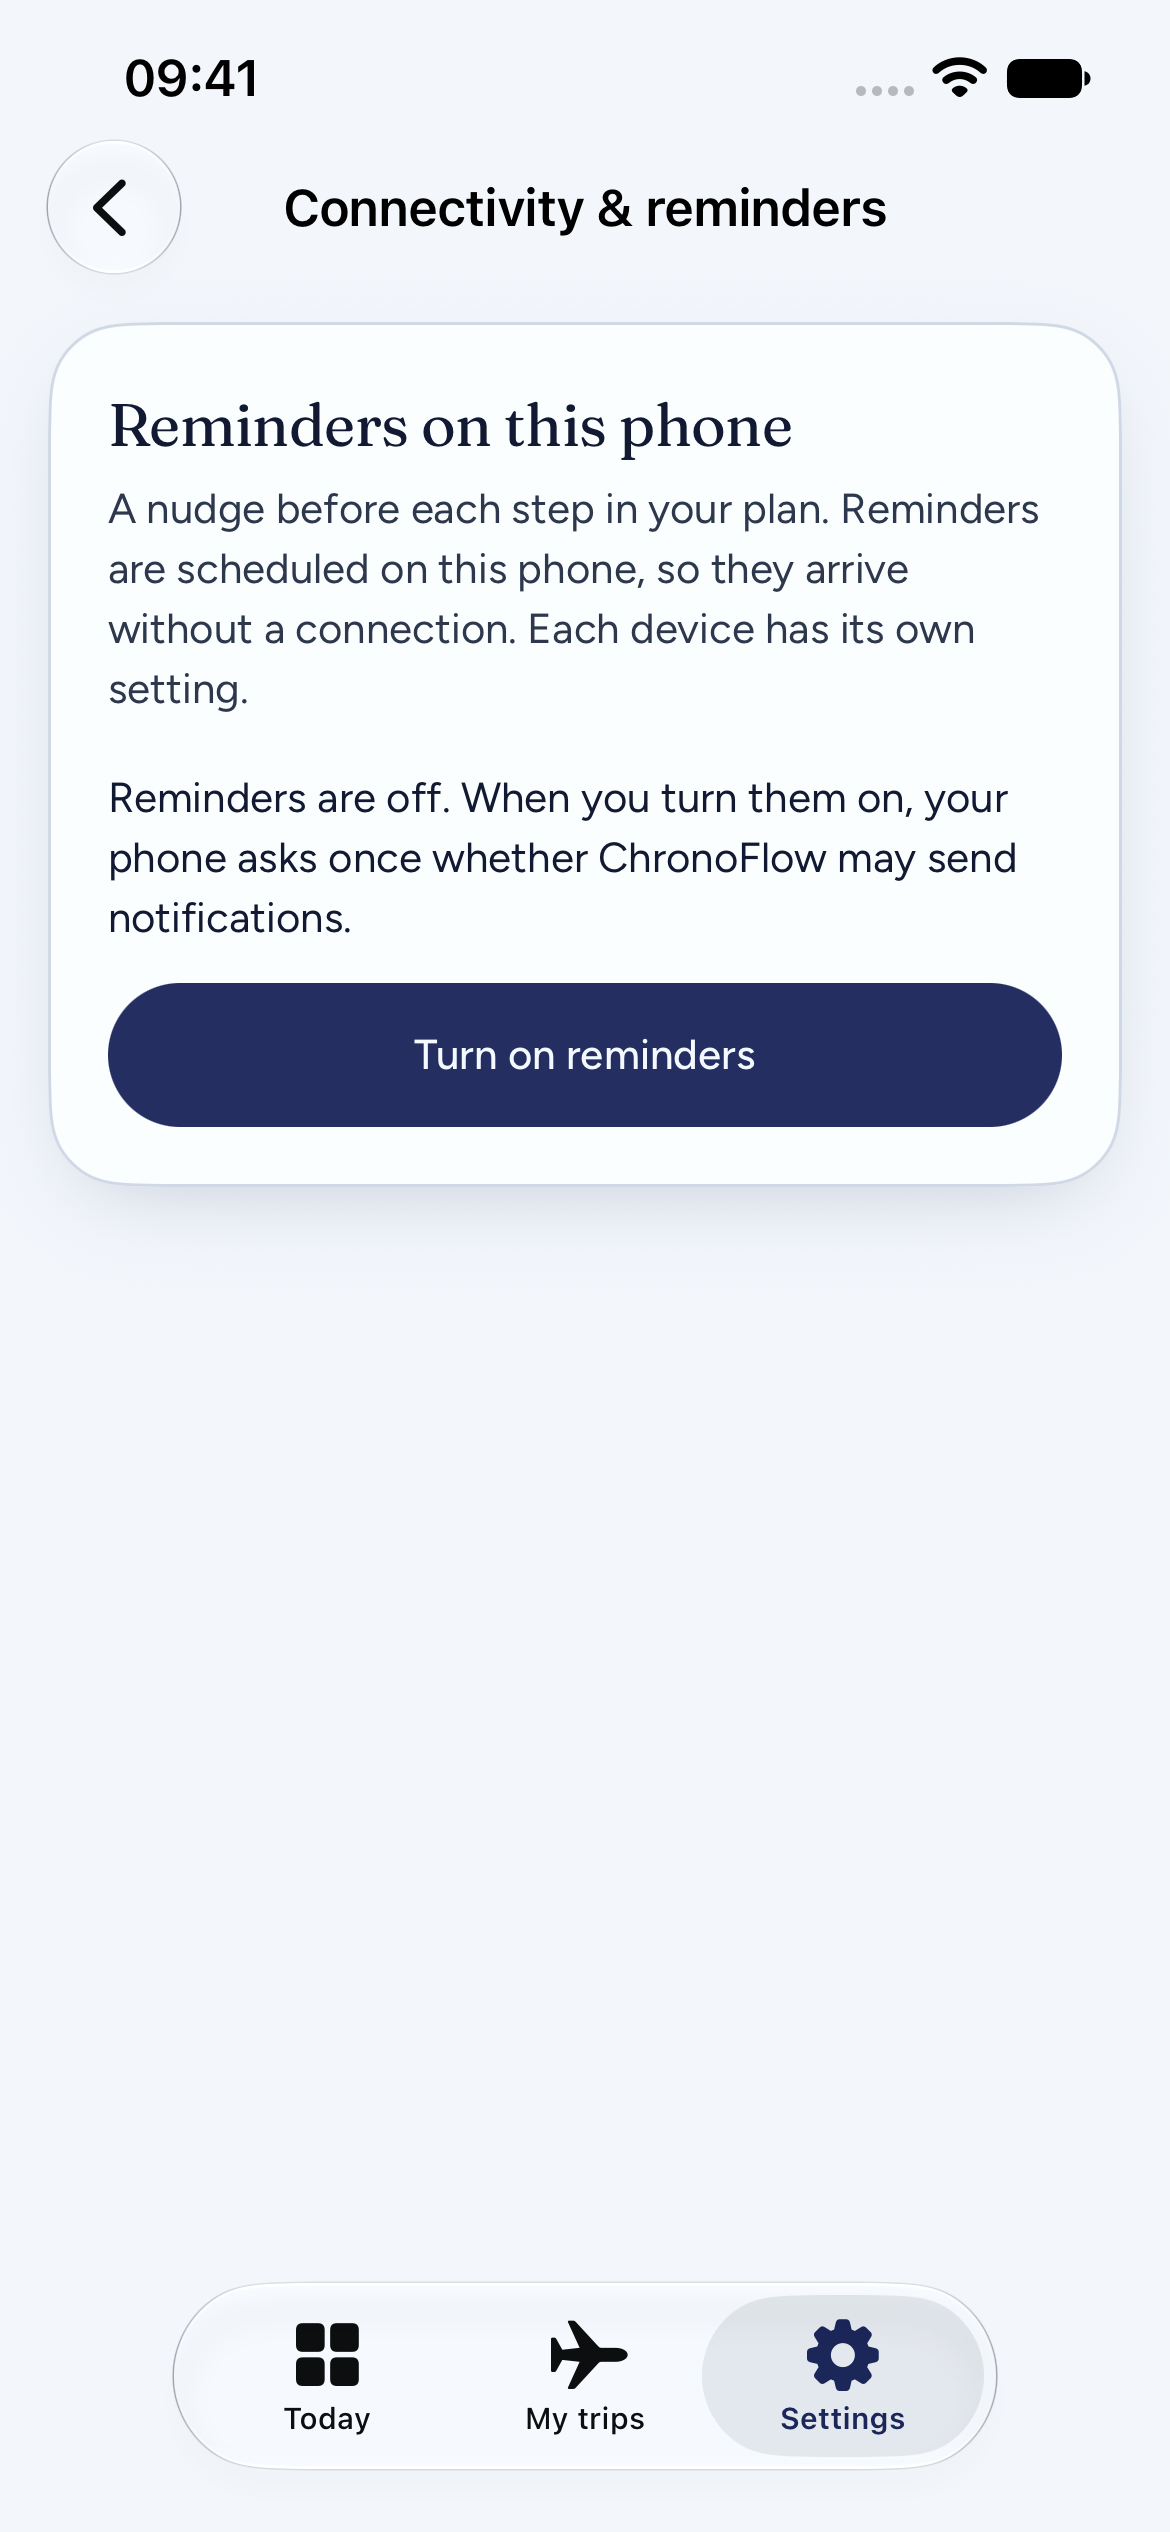 09:41
Connectivity & reminders
Reminders on this phone
A nudge before each step in your plan. Reminders
are scheduled on this phone, so they arrive
without a connection. Each device has its own
setting.
Reminders are off. When you turn them on, your
phone asks once whether ChronoFlow may send
notifications.
Turn on reminders
Today
My trips
Settings